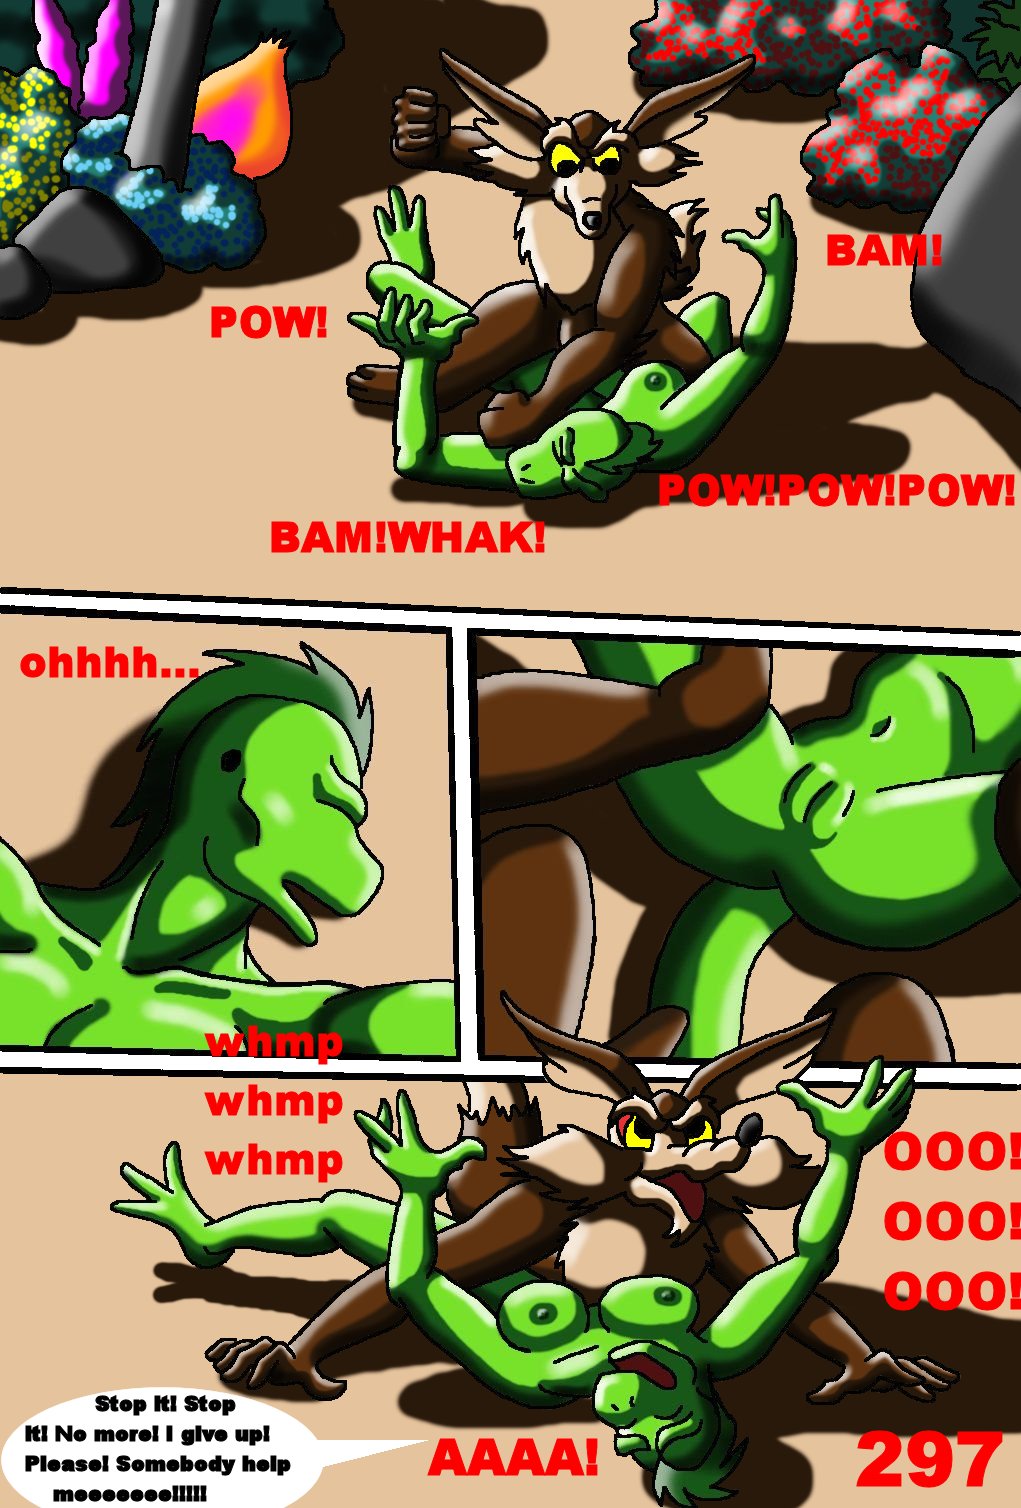 BAM!
POW!
POW!POW!POW!
BAM!WHAK!
ohhhh...
whmp
whmp
whmp
OOO!
OOO!
OOO!
Stop It! Stop
It! No more! I give up!
Please! Somebody help
meeeeeee!!!!!
AAAA!
297